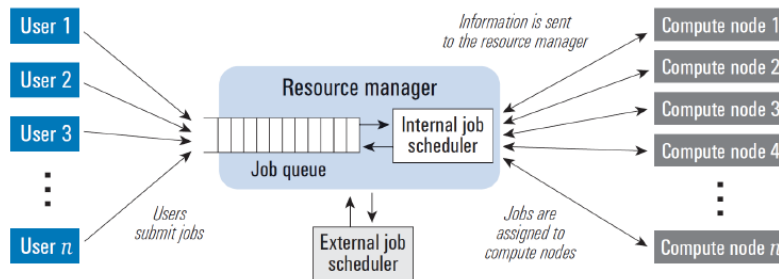 User 1
User 2
User 3
User n
Users
submit jobs
Resource manager
Job queue
Internal job
scheduler
External job
scheduler
Information is sent
to the resource manager
Jobs are
assigned to
compute nodes
Compute node 1
Compute node 2
Compute node 3
Compute node 4
Compute node n